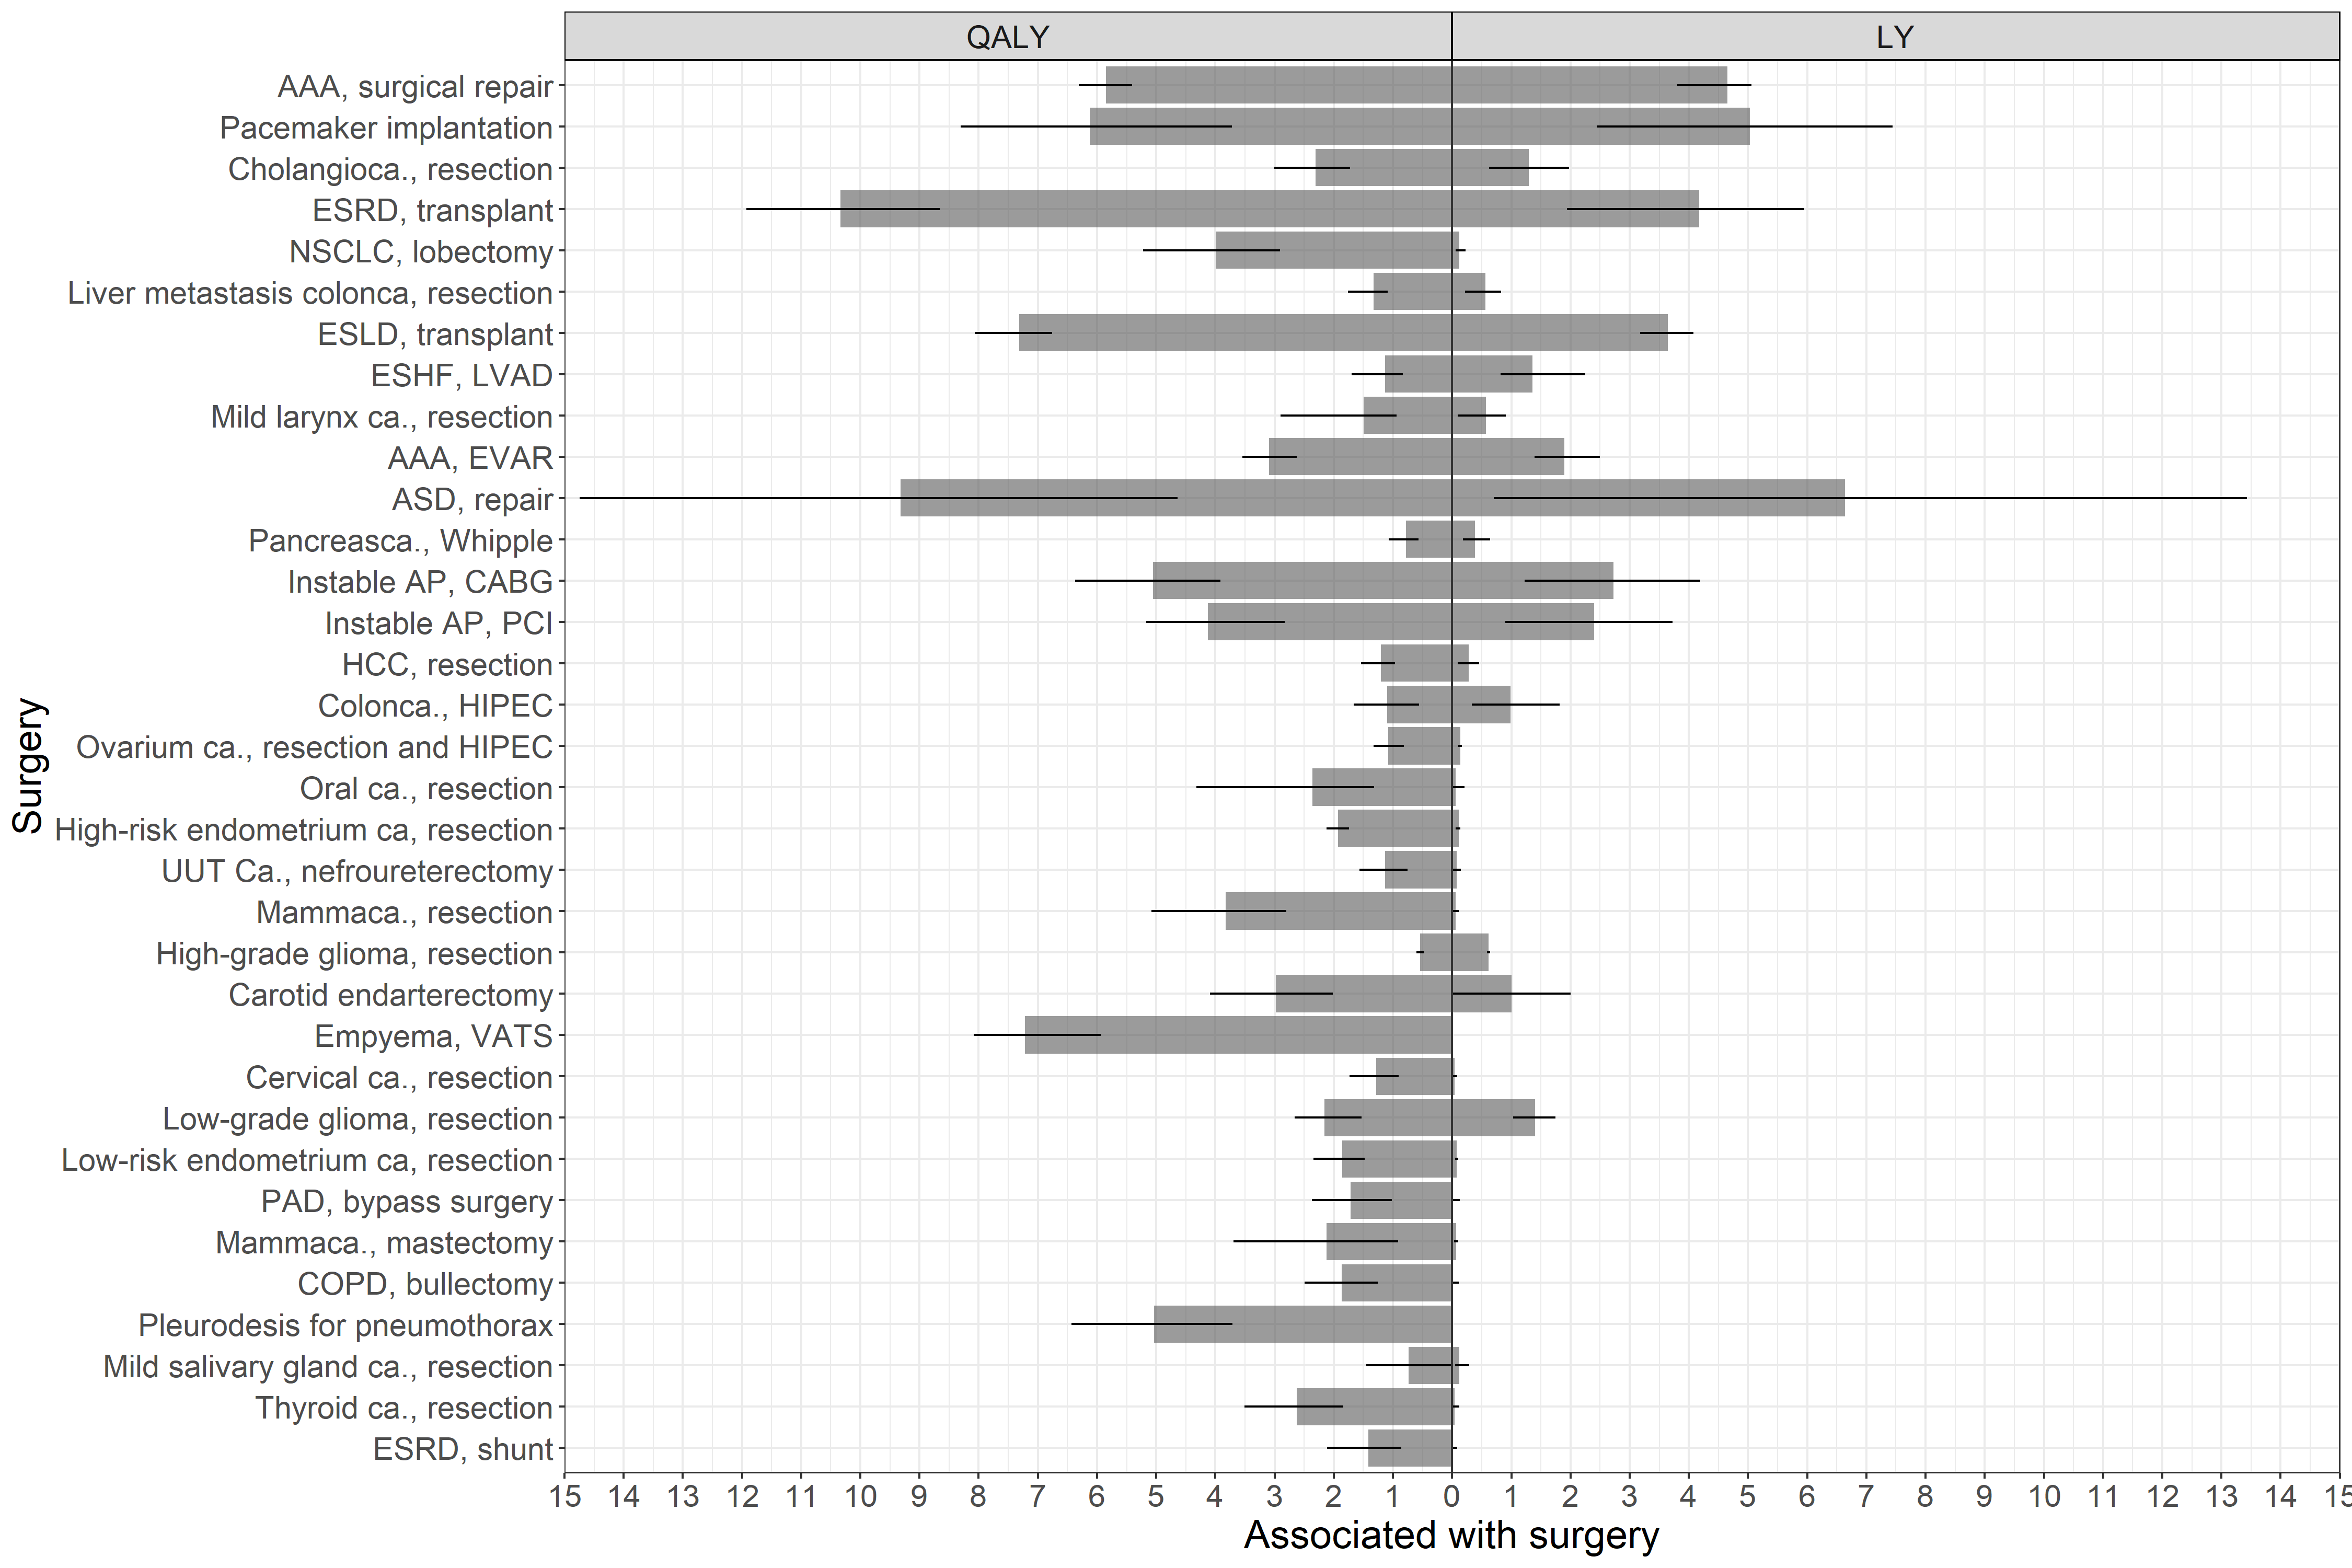 QALY LY
AAA, surgical repair
Pacemaker implantation
Cholangioca., resection
ESRD, transplant
NSCLC, lobectomy
Liver metastasis colonca, resection
ESLD, transplant
ESHF, LVAD
Mild larynx ca., resection
AAA, EVAR
ASD, repair
Pancreasca., Whipple
Instable AP, CABG
Instable AP, PCI
HCC, resection
Colonca., HIPEC
Ovarium ca., resection and HIPEC
Oral ca., resection
High-risk endometrium ca, resection
UUT Ca., nefroureterectomy
Mammaca., resection
High-grade glioma, resection
Carotid endarterectomy
Empyema, VATS
Cervical ca., resection
Low-grade glioma, resection
Low-risk endometrium ca, resection
PAD, bypass surgery
Mammaca., mastectomy
COPD, bullectomy
Pleurodesis for pneumothorax
Mild salivary gland ca., resection
Thyroid ca., resection
ESRD, shunt
Surgery
15 14 13 12 11 10 9 8 7 6 5 4 3 2 1 0 1 2 3 4 5 6 7 8 9 10 11 12 13 14 15
Associated with surgery